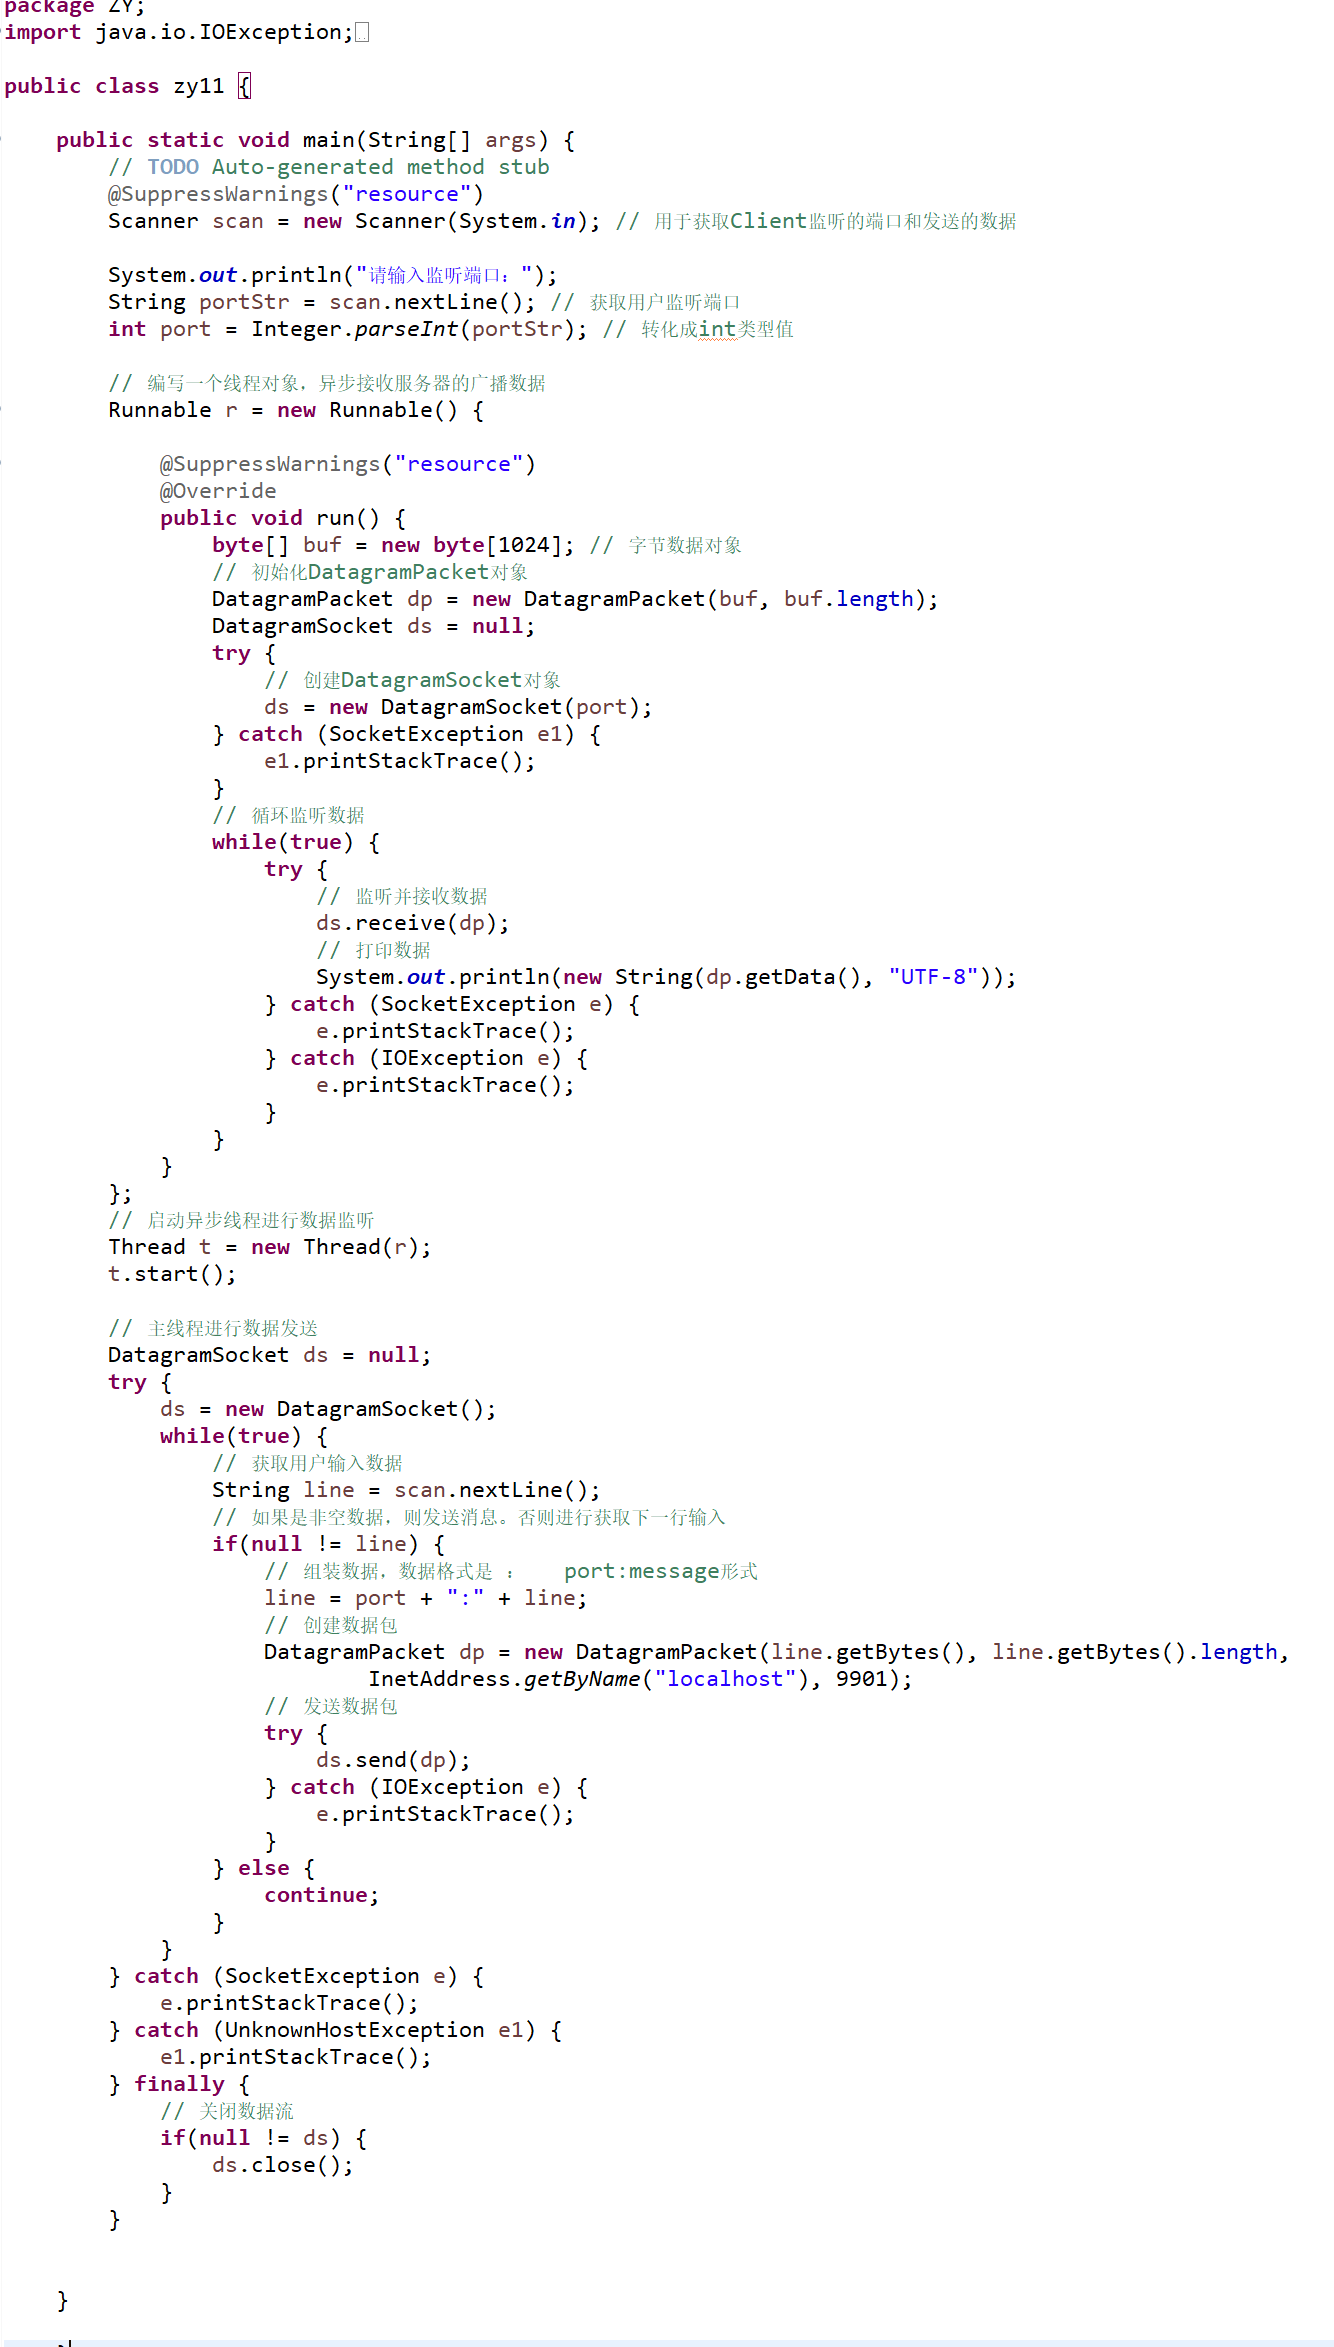 package ZY;
import java.io.IOException;

public class zy11 {

    public static void main(String[] args) {
        // TODO Auto-generated method stub
        @SuppressWarnings("resource")
        Scanner scan = new Scanner(System.in); // 用于获取Client监听的端口和发送的数据

        System.out.println("请输入监听端口：");
        String portStr = scan.nextLine(); // 获取用户监听端口
        int port = Integer.parseInt(portStr); // 转化成int类型值

        // 编写一个线程对象，异步接收服务器的广播数据
        Runnable r = new Runnable() {

            @SuppressWarnings("resource")
            @Override
            public void run() {
                byte[] buf = new byte[1024]; // 字节数据对象
                // 初始化DatagramPacket对象
                DatagramPacket dp = new DatagramPacket(buf, buf.length);
                DatagramSocket ds = null;
                try {
                    // 创建DatagramSocket对象
                    ds = new DatagramSocket(port);
                } catch (SocketException e1) {
                    e1.printStackTrace();
                }
                // 循环监听数据
                while(true) {
                    try {
                        // 监听并接收数据
                        ds.receive(dp);
                        // 打印数据
                        System.out.println(new String(dp.getData(), "UTF-8"));
                    } catch (SocketException e) {
                        e.printStackTrace();
                    } catch (IOException e) {
                        e.printStackTrace();
                    }
                }
            }
        };
        // 启动异步线程进行数据监听
        Thread t = new Thread(r);
        t.start();

        // 主线程进行数据发送
        DatagramSocket ds = null;
        try {
            ds = new DatagramSocket();
            while(true) {
                // 获取用户输入数据
                String line = scan.nextLine();
                // 如果是非空数据，则发送消息。否则进行获取下一行输入
                if(null != line) {
                    // 组装数据，数据格式是 ：   port:message形式
                    line = port + ":" + line;
                    // 创建数据包
                    DatagramPacket dp = new DatagramPacket(line.getBytes(), line.getBytes().length,
                            InetAddress.getByName("localhost"), 9901);
                    // 发送数据包
                    try {
                        ds.send(dp);
                    } catch (IOException e) {
                        e.printStackTrace();
                    }
                } else {
                    continue;
                }
            }
        } catch (SocketException e) {
            e.printStackTrace();
        } catch (UnknownHostException e1) {
            e1.printStackTrace();
        } finally {
            // 关闭数据流
            if(null != ds) {
                ds.close();
            }
        }


    }